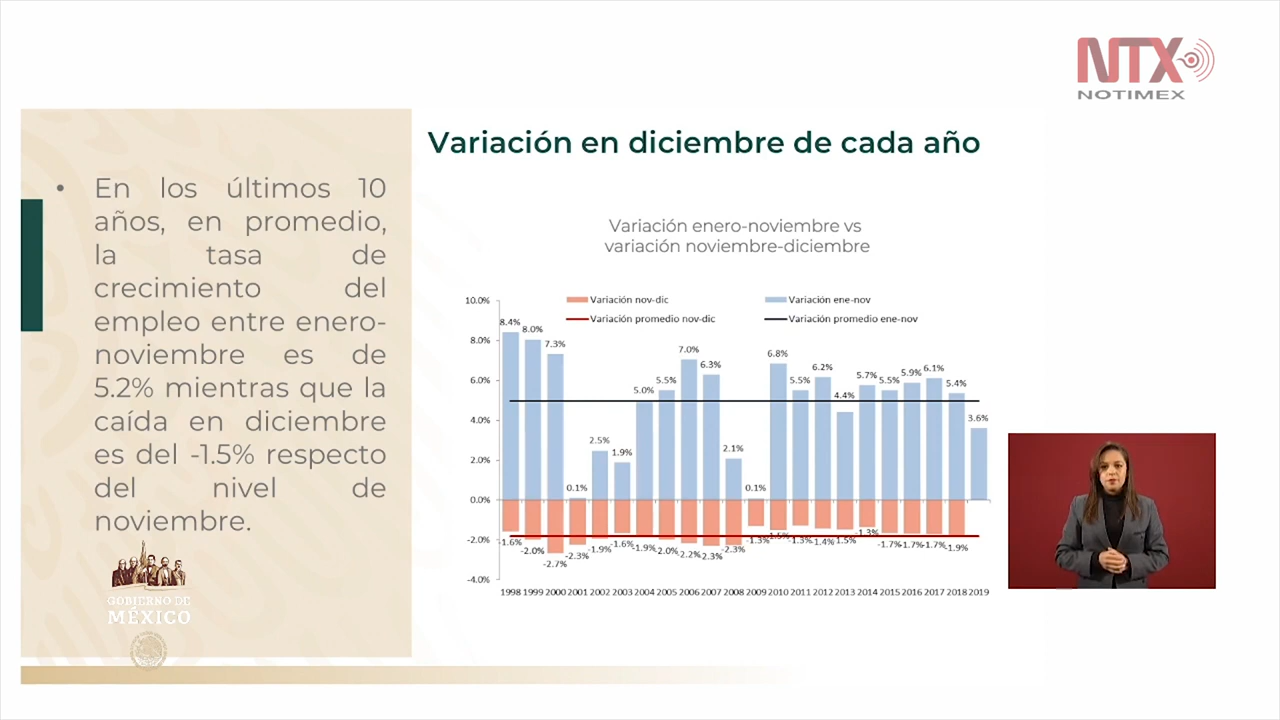 NTX
NOTIMEX
Variación en diciembre de cada año
• En los últimos 10
años, en promedio,
la tasa de
crecimiento del
empleo entre enero-
noviembre es de
5.2% mientras que la
caída en diciembre
es del -1.5% respecto
del nivel de
noviembre.
GOBIERNO DE
MÉXICO
Variación enero-noviembre vs
variación noviembre-diciembre
Variación nov-dic
Variación ene-nov
Variación promedio nov-dic
Variación promedio ene-nov
10.0%
8.0%
6.0%
4.0%
2.0%
0.0%
-2.0%
-4.0%
8.4% 8.0% 7.3% 0.1% 2.5% 1.9% 5.0% 5.5% 7.0% 6.3% 2.1% 0.1% 6.8% 5.5% 6.2% 4.4% 5.7% 5.5% 5.9% 6.1% 5.4% 3.6%
-1.6% -2.0% -2.7% -2.3% -1.9% -1.6% -1.9% -2.0% -2.2% -2.3% -2.3% -1.3% -1.5% -1.3% -1.4% -1.5% -1.3% -1.7% -1.7% -1.7% -1.9%
1998 1999 2000 2001 2002 2003 2004 2005 2006 2007 2008 2009 2010 2011 2012 2013 2014 2015 2016 2017 2018 2019